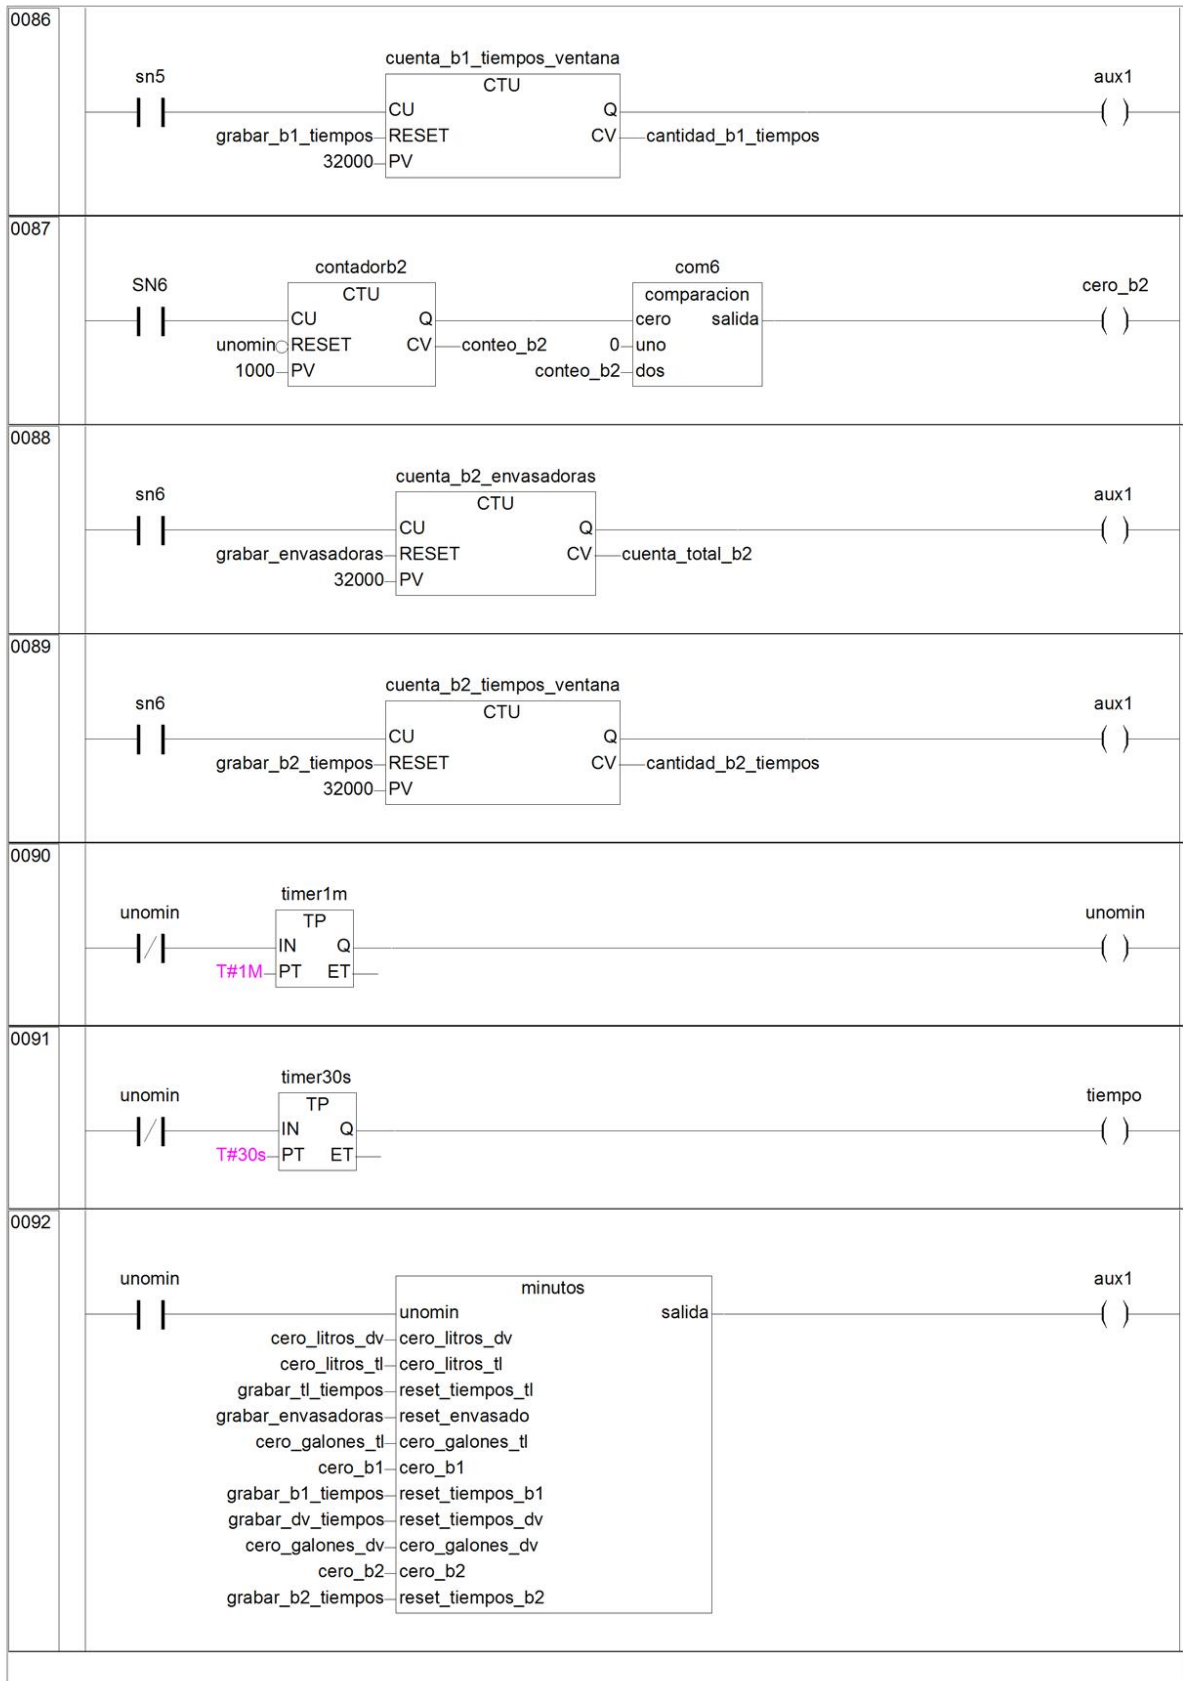 0086
cuenta_b1_tiempos_ventana
sn5
CTU
aux1
CU Q
grabar_b1_tiempos RESET CV cantidad_b1_tiempos
32000 PV
0087
contadorb2 com6
SN6
CTU comparacion
cero_b2
CU Q cero salida
unomin RESET CV conteo_b2 0 uno
1000 PV conteo_b2 dos
0088
cuenta_b2_envasadoras
sn6
CTU
aux1
CU Q
grabar_envasadoras RESET CV cuenta_total_b2
32000 PV
0089
cuenta_b2_tiempos_ventana
sn6
CTU
aux1
CU Q
grabar_b2_tiempos RESET CV cantidad_b2_tiempos
32000 PV
0090
timer1m
unomin
TP
unomin
IN Q
T#1M PT ET
0091
timer30s
unomin
TP
tiempo
IN Q
T#30s PT ET
0092
unomin
minutos
aux1
unomin salida
cero_litros_dv cero_litros_dv
cero_litros_tl cero_litros_tl
grabar_tl_tiempos reset_tiempos_tl
grabar_envasadoras reset_envasado
cero_galones_tl cero_galones_tl
cero_b1 cero_b1
grabar_b1_tiempos reset_tiempos_b1
grabar_dv_tiempos reset_tiempos_dv
cero_galones_dv cero_galones_dv
cero_b2 cero_b2
grabar_b2_tiempos reset_tiempos_b2